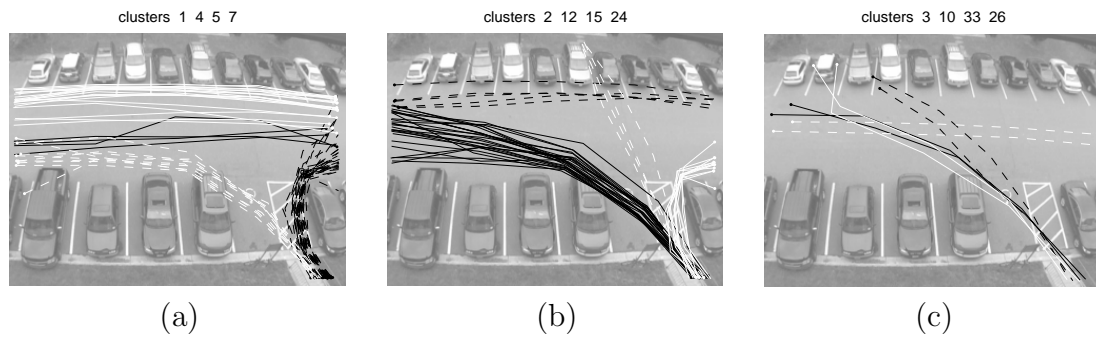 clusters 1 4 5 7
clusters 2 12 15 24
clusters 3 10 33 26
(a)
(b)
(c)